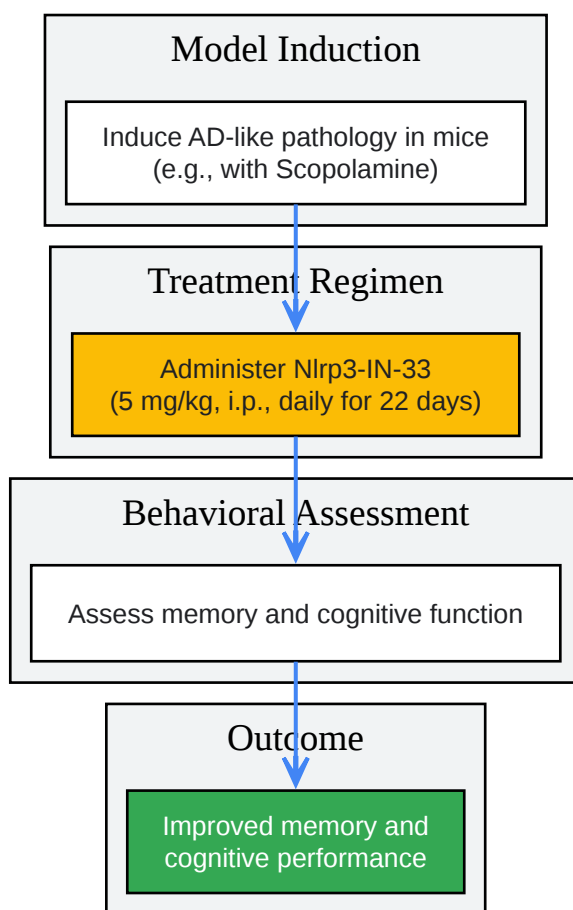 Model Induction
Induce AD-like pathology in mice
(e.g., with Scopolamine)
Treatment Regimen
Administer Nlrp3-IN-33
(5 mg/kg, i.p., daily for 22 days)
Behavioral Assessment
Assess memory and cognitive function
Outcome
Improved memory and
cognitive performance